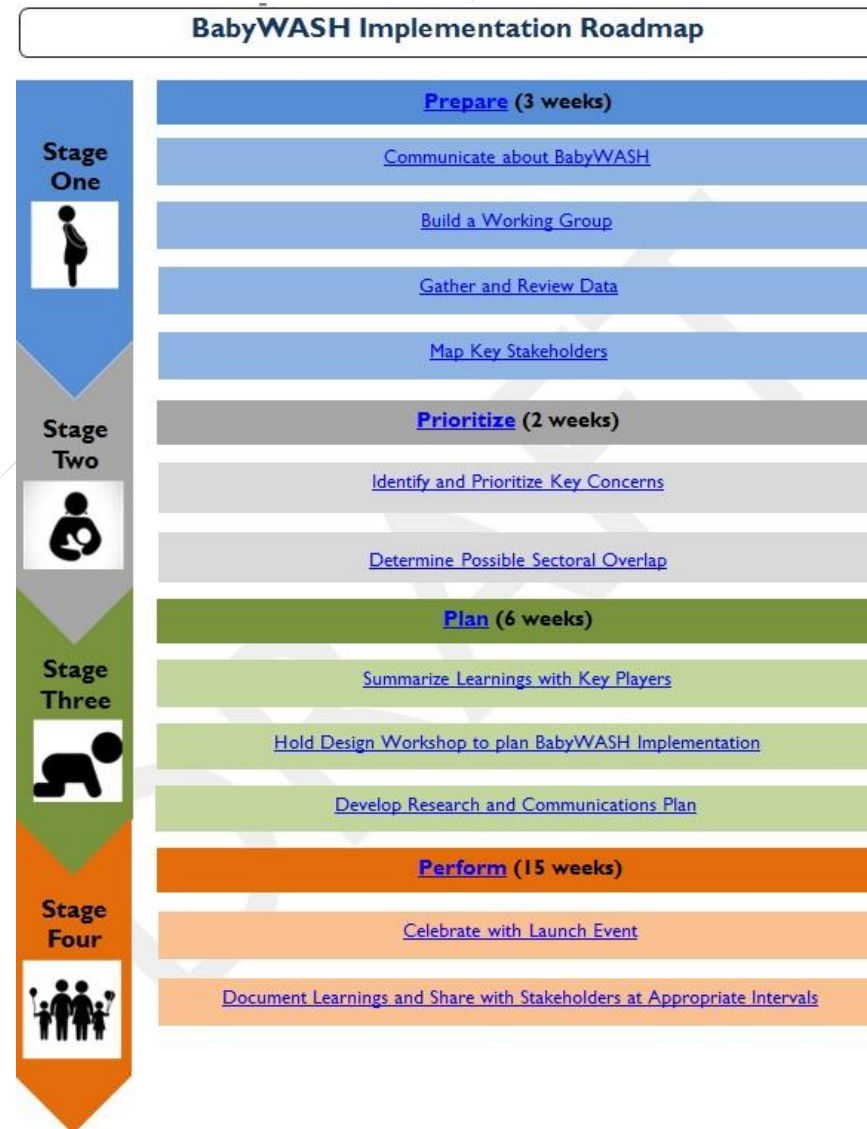 BabyWASH Implementation Roadmap
Stage
One
Prepare (3 weeks)
Communicate about BabyWASH
Build a Working Group
Gather and Review Data
Map Key Stakeholders
Stage
Two
Prioritize (2 weeks)
Identify and Prioritize Key Concerns
Determine Possible Sectoral Overlap
Stage
Three
Plan (6 weeks)
Summarize Learnings with Key Players
Hold Design Workshop to plan BabyWASH Implementation
Develop Research and Communications Plan
Stage
Four
Perform (15 weeks)
Celebrate with Launch Event
Document Learnings and Share with Stakeholders at Appropriate Intervals
DRAFT